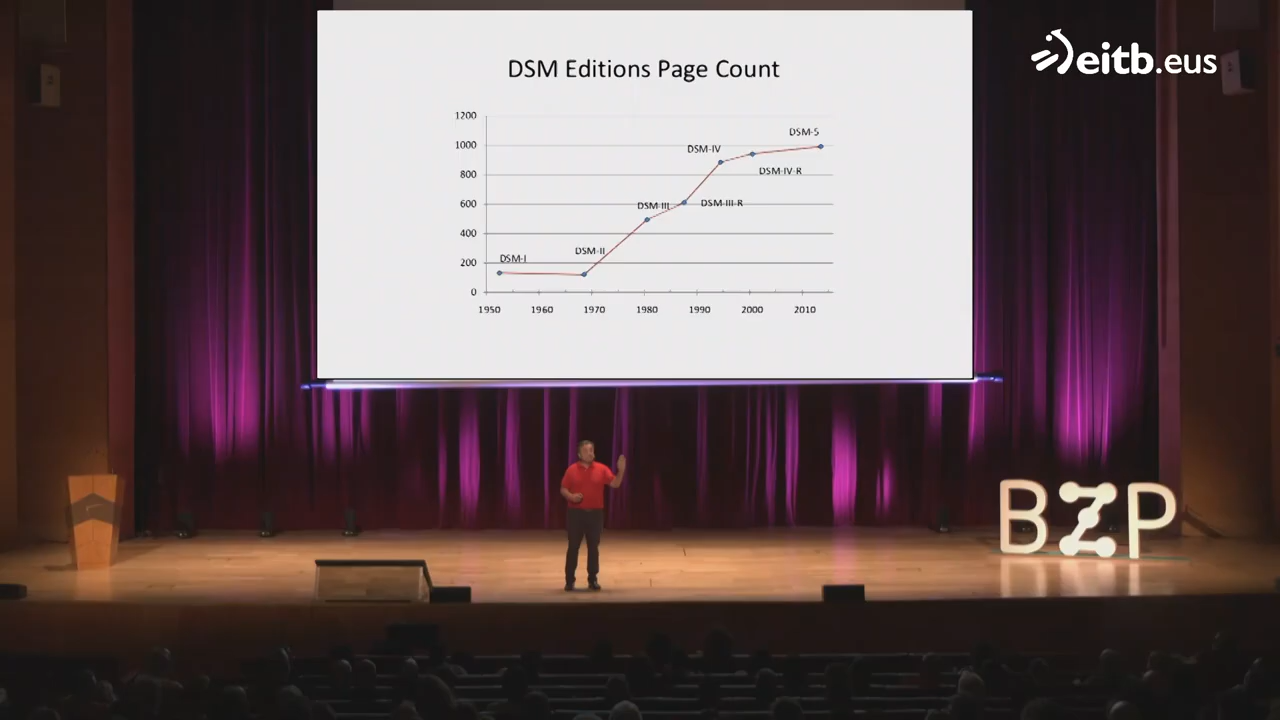 eitb.eus
DSM Editions Page Count
1200
1000
800
600
400
200
0
DSM-I
DSM-II
DSM-III
DSM-III-R
DSM-IV
DSM-IV-R
DSM-5
1950 1960 1970 1980 1990 2000 2010
BZP